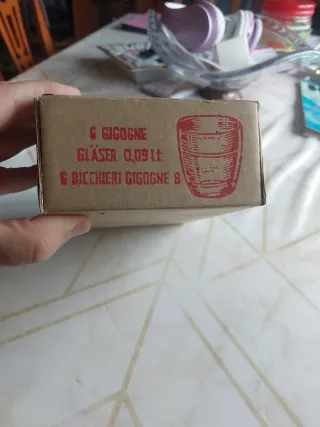 6 GIGOGNE
GLÄSER 0,09 Lt
6 BICCHIERI GIGOGNE 8